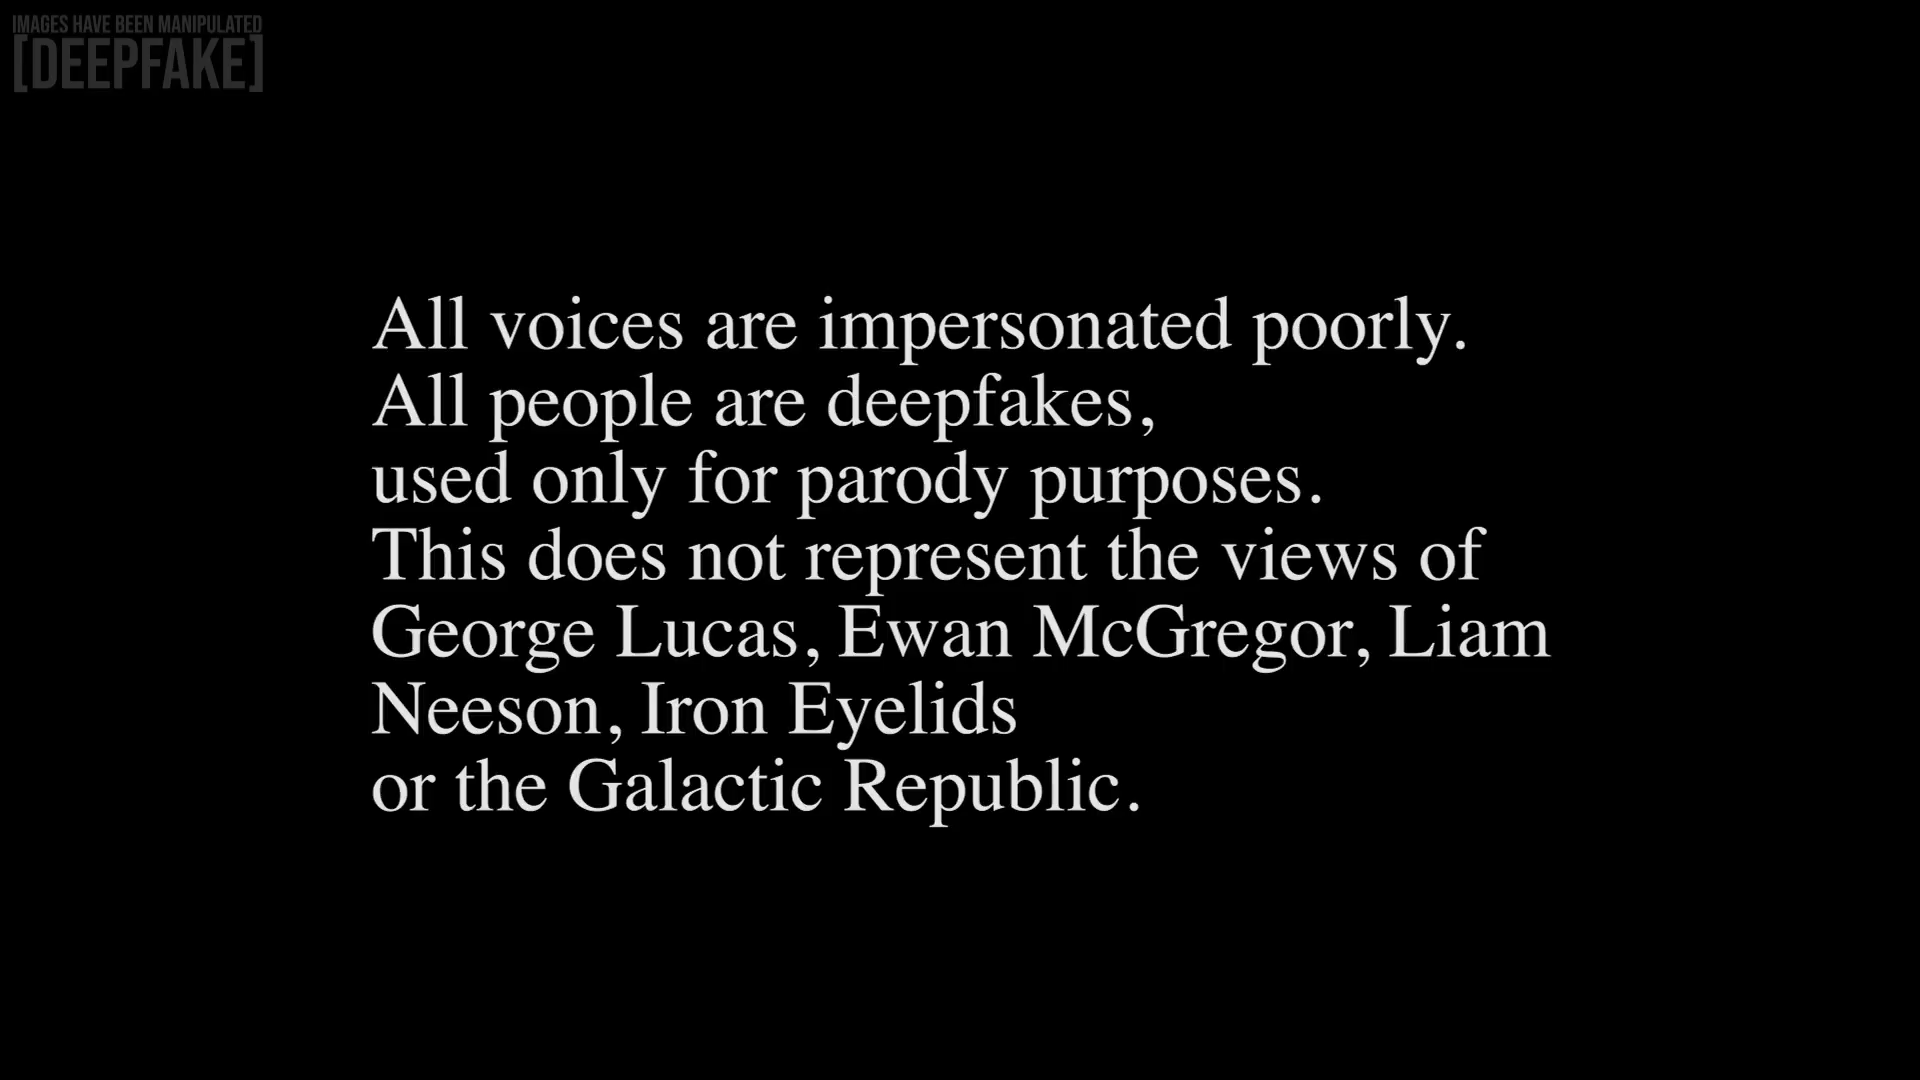 IMAGES HAVE BEEN MANIPULATED
[DEEPFAKE]
All voices are impersonated poorly.
All people are deepfakes,
used only for parody purposes.
This does not represent the views of
George Lucas, Ewan McGregor, Liam
Neeson, Iron Eyelids
or the Galactic Republic.